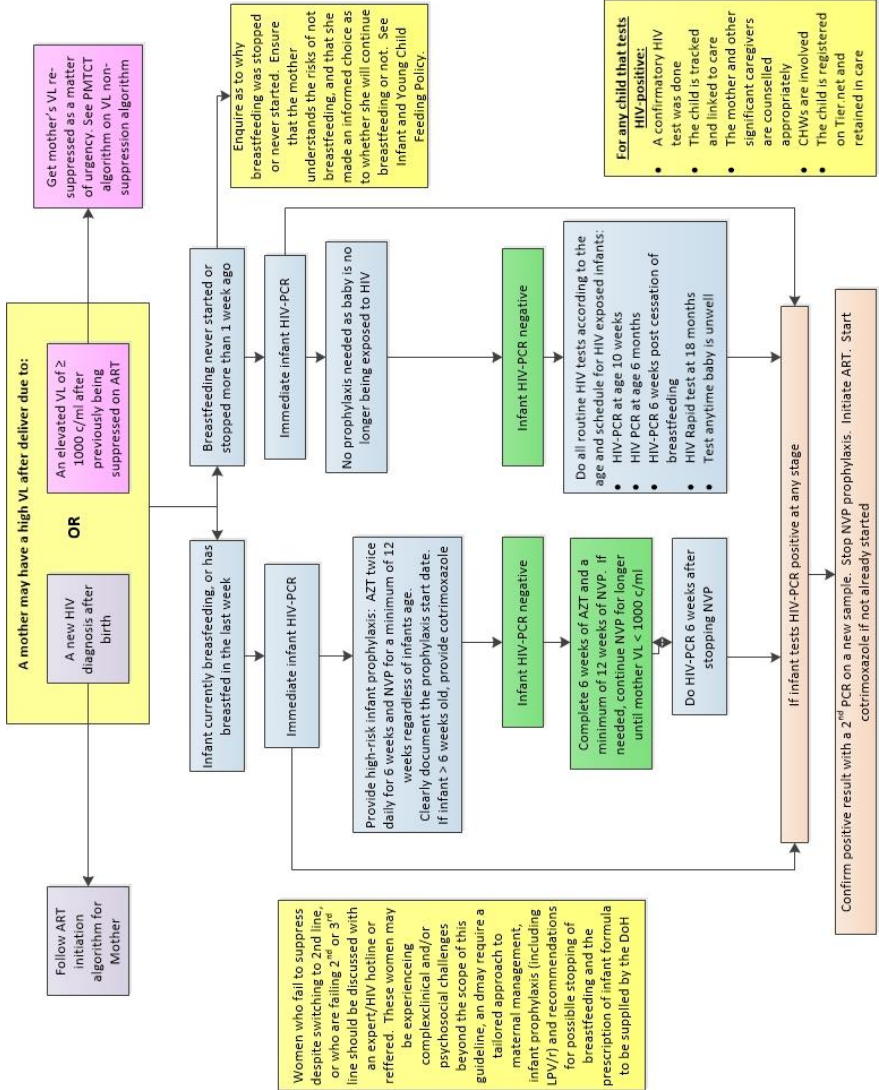 A mother may have a high VL after deliver due to:
Follow ART
initiation
algorithm for
Mother
A new HIV
diagnosis after
birth
OR
An elevated VL of ≥
1000 c/ml after
previously being
suppressed on ART
Get mother's VL re-
suppressed as a matter
of urgency. See PMTCT
algorithm on VL non-
suppression algorithm
Infant currently breasfeeding, or has
breastfed in the last week
Breastfeeding never started or
stopped more than 1 week ago
Enquire as to why
breastfeeding was stopped
or never started. Ensure
that the mother
understands the risks of not
breastfeeding, and that she
made an informed choice as
to whether she will continue
breastfeeding or not. See
Infant and Young Child
Feeding Policy.
Women who fail to suppress
despite switching to 2nd line,
or who are failing 2nd or 3rd
line should be discussed with
an expert/HIV hotline or
reffered. These women may
be experiencing
complexclinical and/or
psychosocial challenges
beyond the scope of this
guideline, an dmay require a
tailored approach to
maternal management,
infant prophylaxis (including
LPV/r) and recommendations
for possiblle stopping of
breastfeeding and the
prescription of infant formula
to be supplied by the DoH
Immediate infant HIV-PCR
Provide high-risk infant prophylaxis: AZT twice
daily for 6 weeks and NVP for a minimum of 12
weeks regardless of infants age.
Clearly document the prophylaxis start date.
If infant > 6 weeks old, provide cotrimoxazole
Infant HIV-PCR negative
Complete 6 weeks of AZT and a
minimum of 12 weeks of NVP. If
needed, continue NVP for longer
until mother VL < 1000 c/ml
Do HIV-PCR 6 weeks after
stopping NVP
Immediate infant HIV-PCR
No prophylaxis needed as baby is no
longer being exposed to HIV
Infant HIV-PCR negative
Do all routine HIV tests according to the
age and schedule for HIV exposed infants:
• HIV-PCR at age 10 weeks
• HIV PCR at age 6 months
• HIV-PCR 6 weeks post cessation of
breastfeeding
• HIV Rapid test at 18 months
• Test anytime baby is unwell
For any child that tests
HIV-positive:
• A confirmatory HIV
test was done
• The child is tracked
and linked to care
• The mother and other
significant caregivers
are counselled
appropriately
• CHWs are involved
• The child is registered
on Tier.net and
retained in care
If infant tests HIV-PCR positive at any stage
Confirm positive result with a 2nd PCR on a new sample. Stop NVP prophylaxis. Initiate ART. Start
cotrimoxazole if not already started